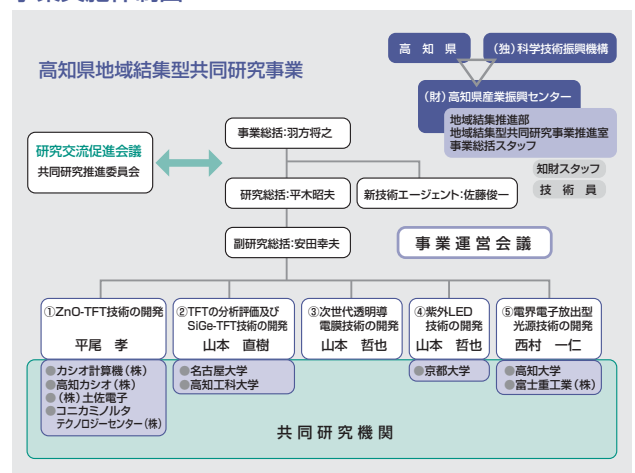 高知県
(独)科学技術振興機構
高知県地域結集型共同研究事業
(財)高知県産業振興センター
地域結集推進部
地域結集型共同研究事業推進室
事業総括スタッフ
知財スタッフ
技術員
事業総括:羽方将之
研究交流促進会議
共同研究推進委員会
研究総括:平木昭夫
新技術エージェント:佐藤俊一
副研究総括:安田幸夫
事業運営会議
①ZnO-TFT技術の開発
平尾 孝
②TFTの分析評価及び
SiGe-TFT技術の開発
山本 直樹
③次世代透明導
電膜技術の開発
山本 哲也
④紫外LED
技術の開発
山本 哲也
⑤電界電子放出型
光源技術の開発
西村 一仁
●カシオ計算機(株)
●高知カシオ(株)
●(株)土佐電子
●コニカミノルタ
テクノロジーセンター(株)
●名古屋大学
●高知工科大学
●京都大学
●高知大学
●富士重工業(株)
共同研究機関